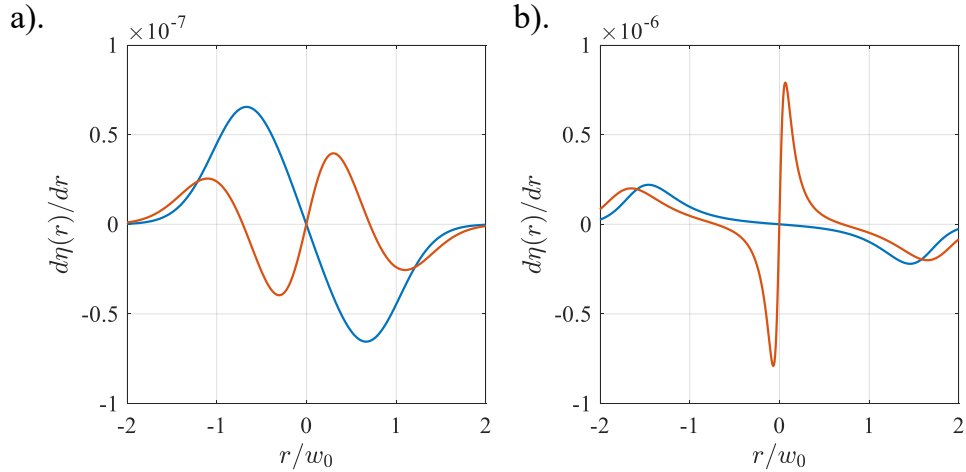 a).
×10⁻⁷
1
0.5
0
-0.5
-1
dη(r)/dr
-2 -1 0 1 2
r/w₀
b).
×10⁻⁶
1
0.5
0
-0.5
-1
dη(r)/dr
-2 -1 0 1 2
r/w₀